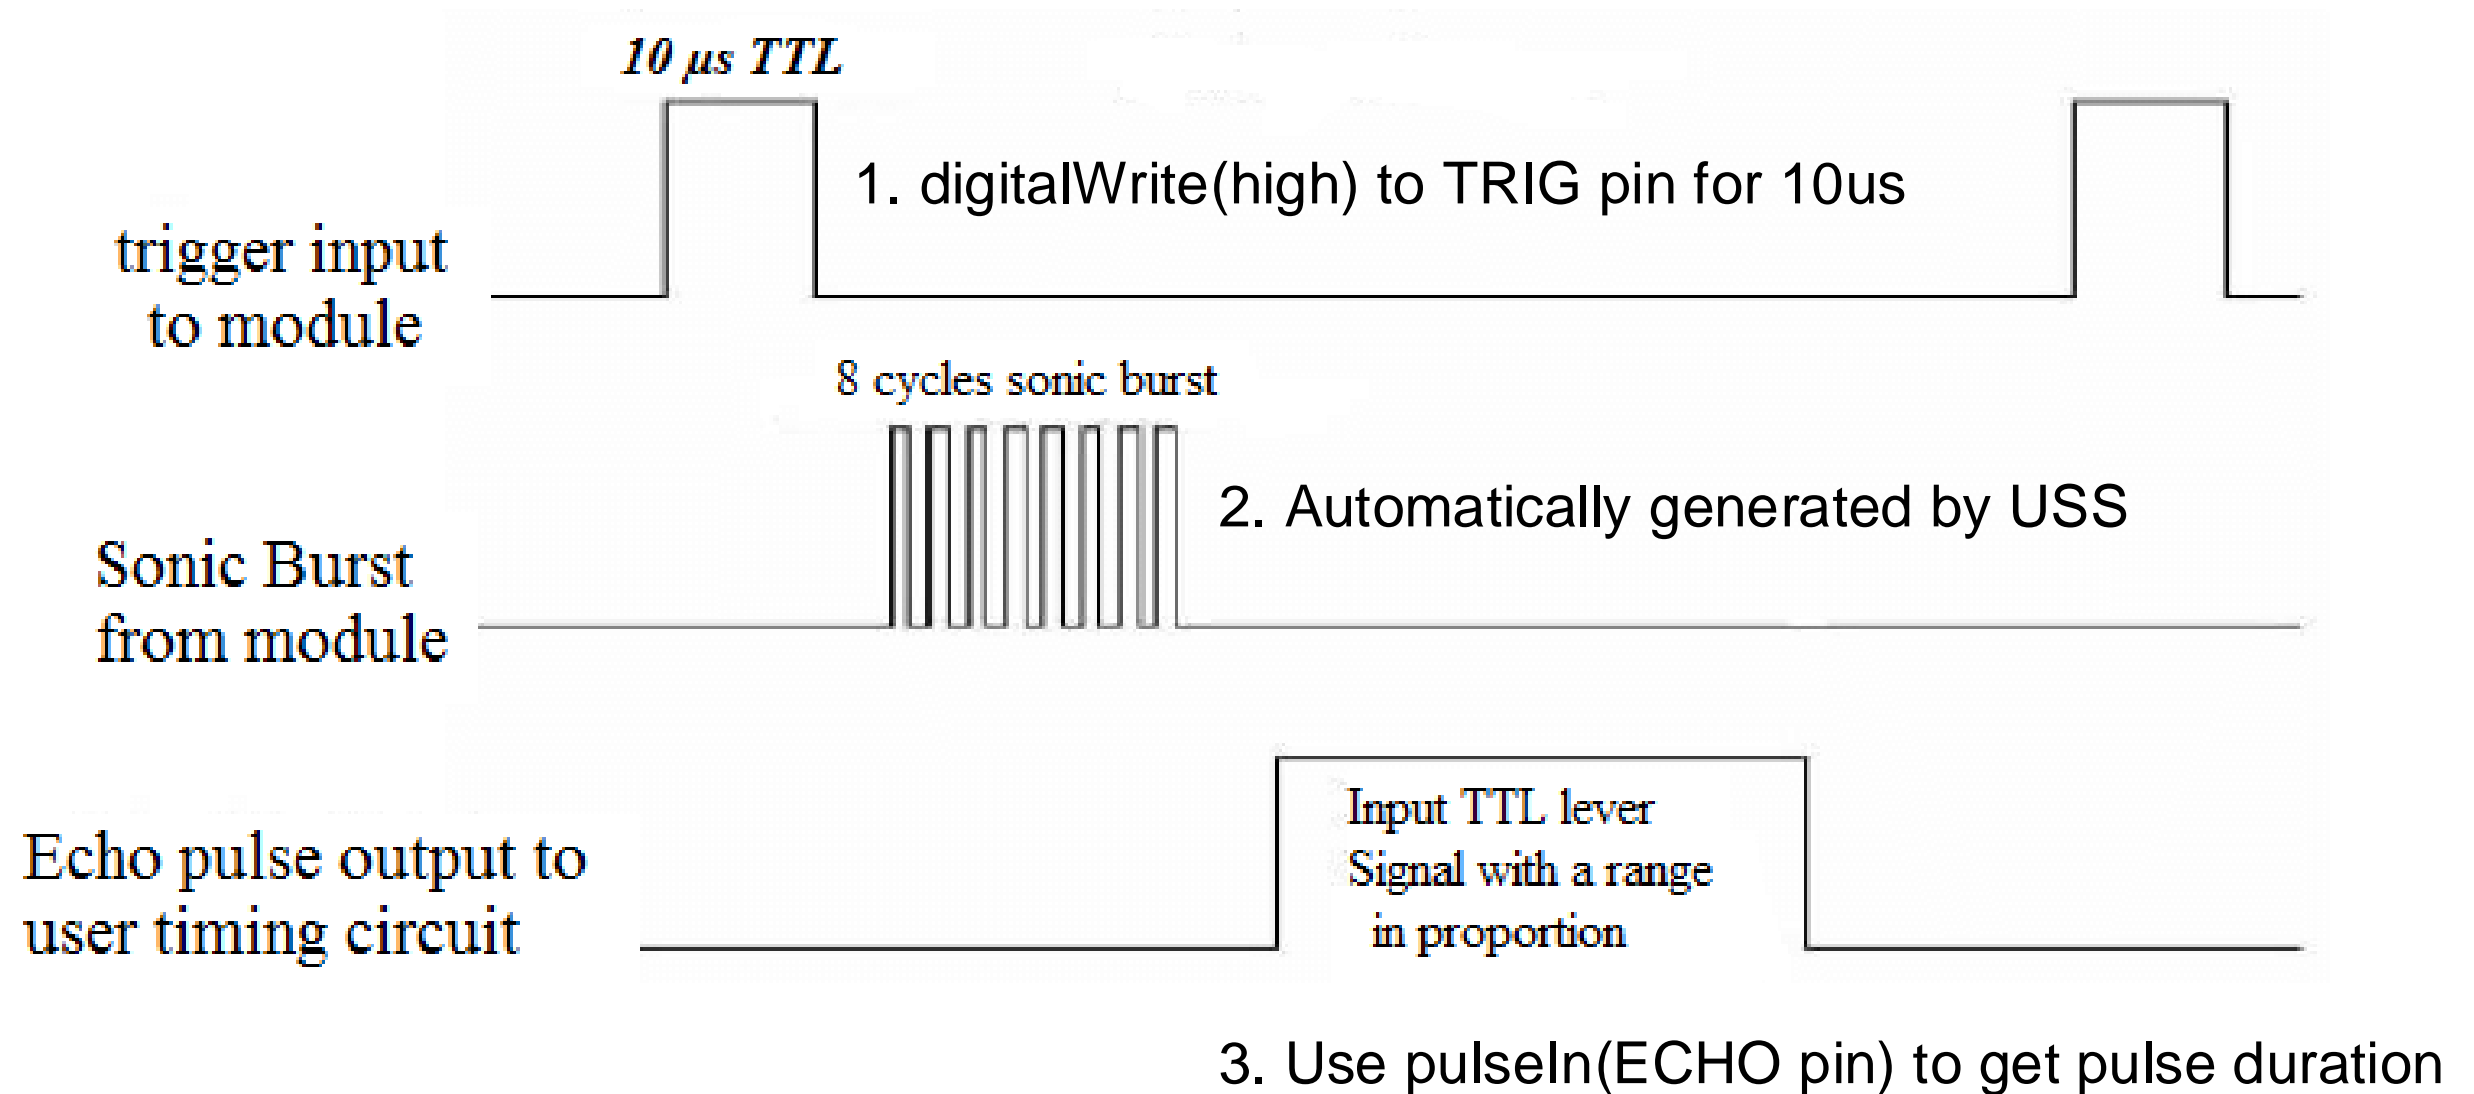 10 µs TTL
1. digitalWrite(high) to TRIG pin for 10us
trigger input
to module
8 cycles sonic burst
2. Automatically generated by USS
Sonic Burst
from module
Input TTL lever
Signal with a range
in proportion
Echo pulse output to
user timing circuit
3. Use pulseIn(ECHO pin) to get pulse duration